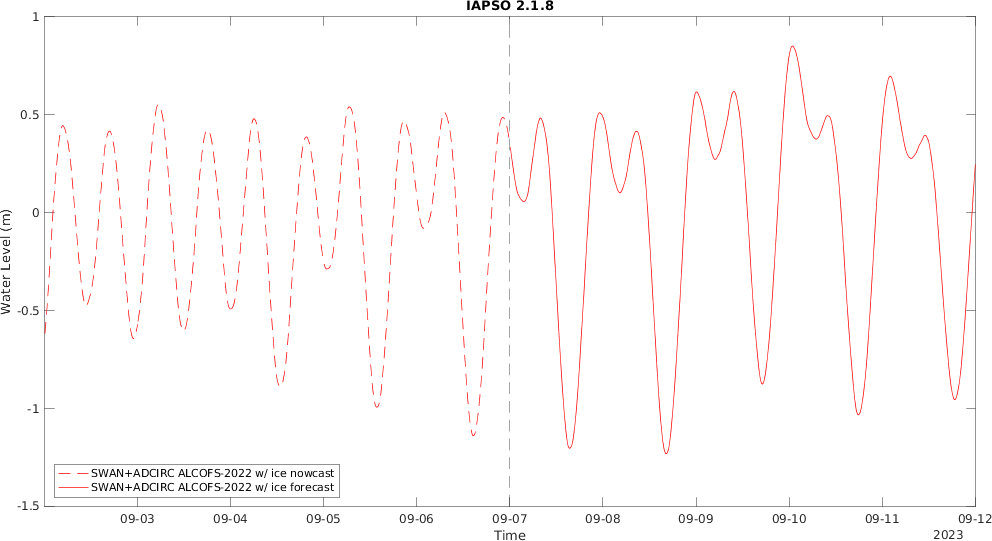 IAPSO 2.1.8
1
0.5
0
-0.5
-1
-1.5
Water Level (m)
SWAN+ADCIRC ALCOFS-2022 w/ ice nowcast
SWAN+ADCIRC ALCOFS-2022 w/ ice forecast
09-03 09-04 09-05 09-06 09-07 09-08 09-09 09-10 09-11 09-12
Time
2023